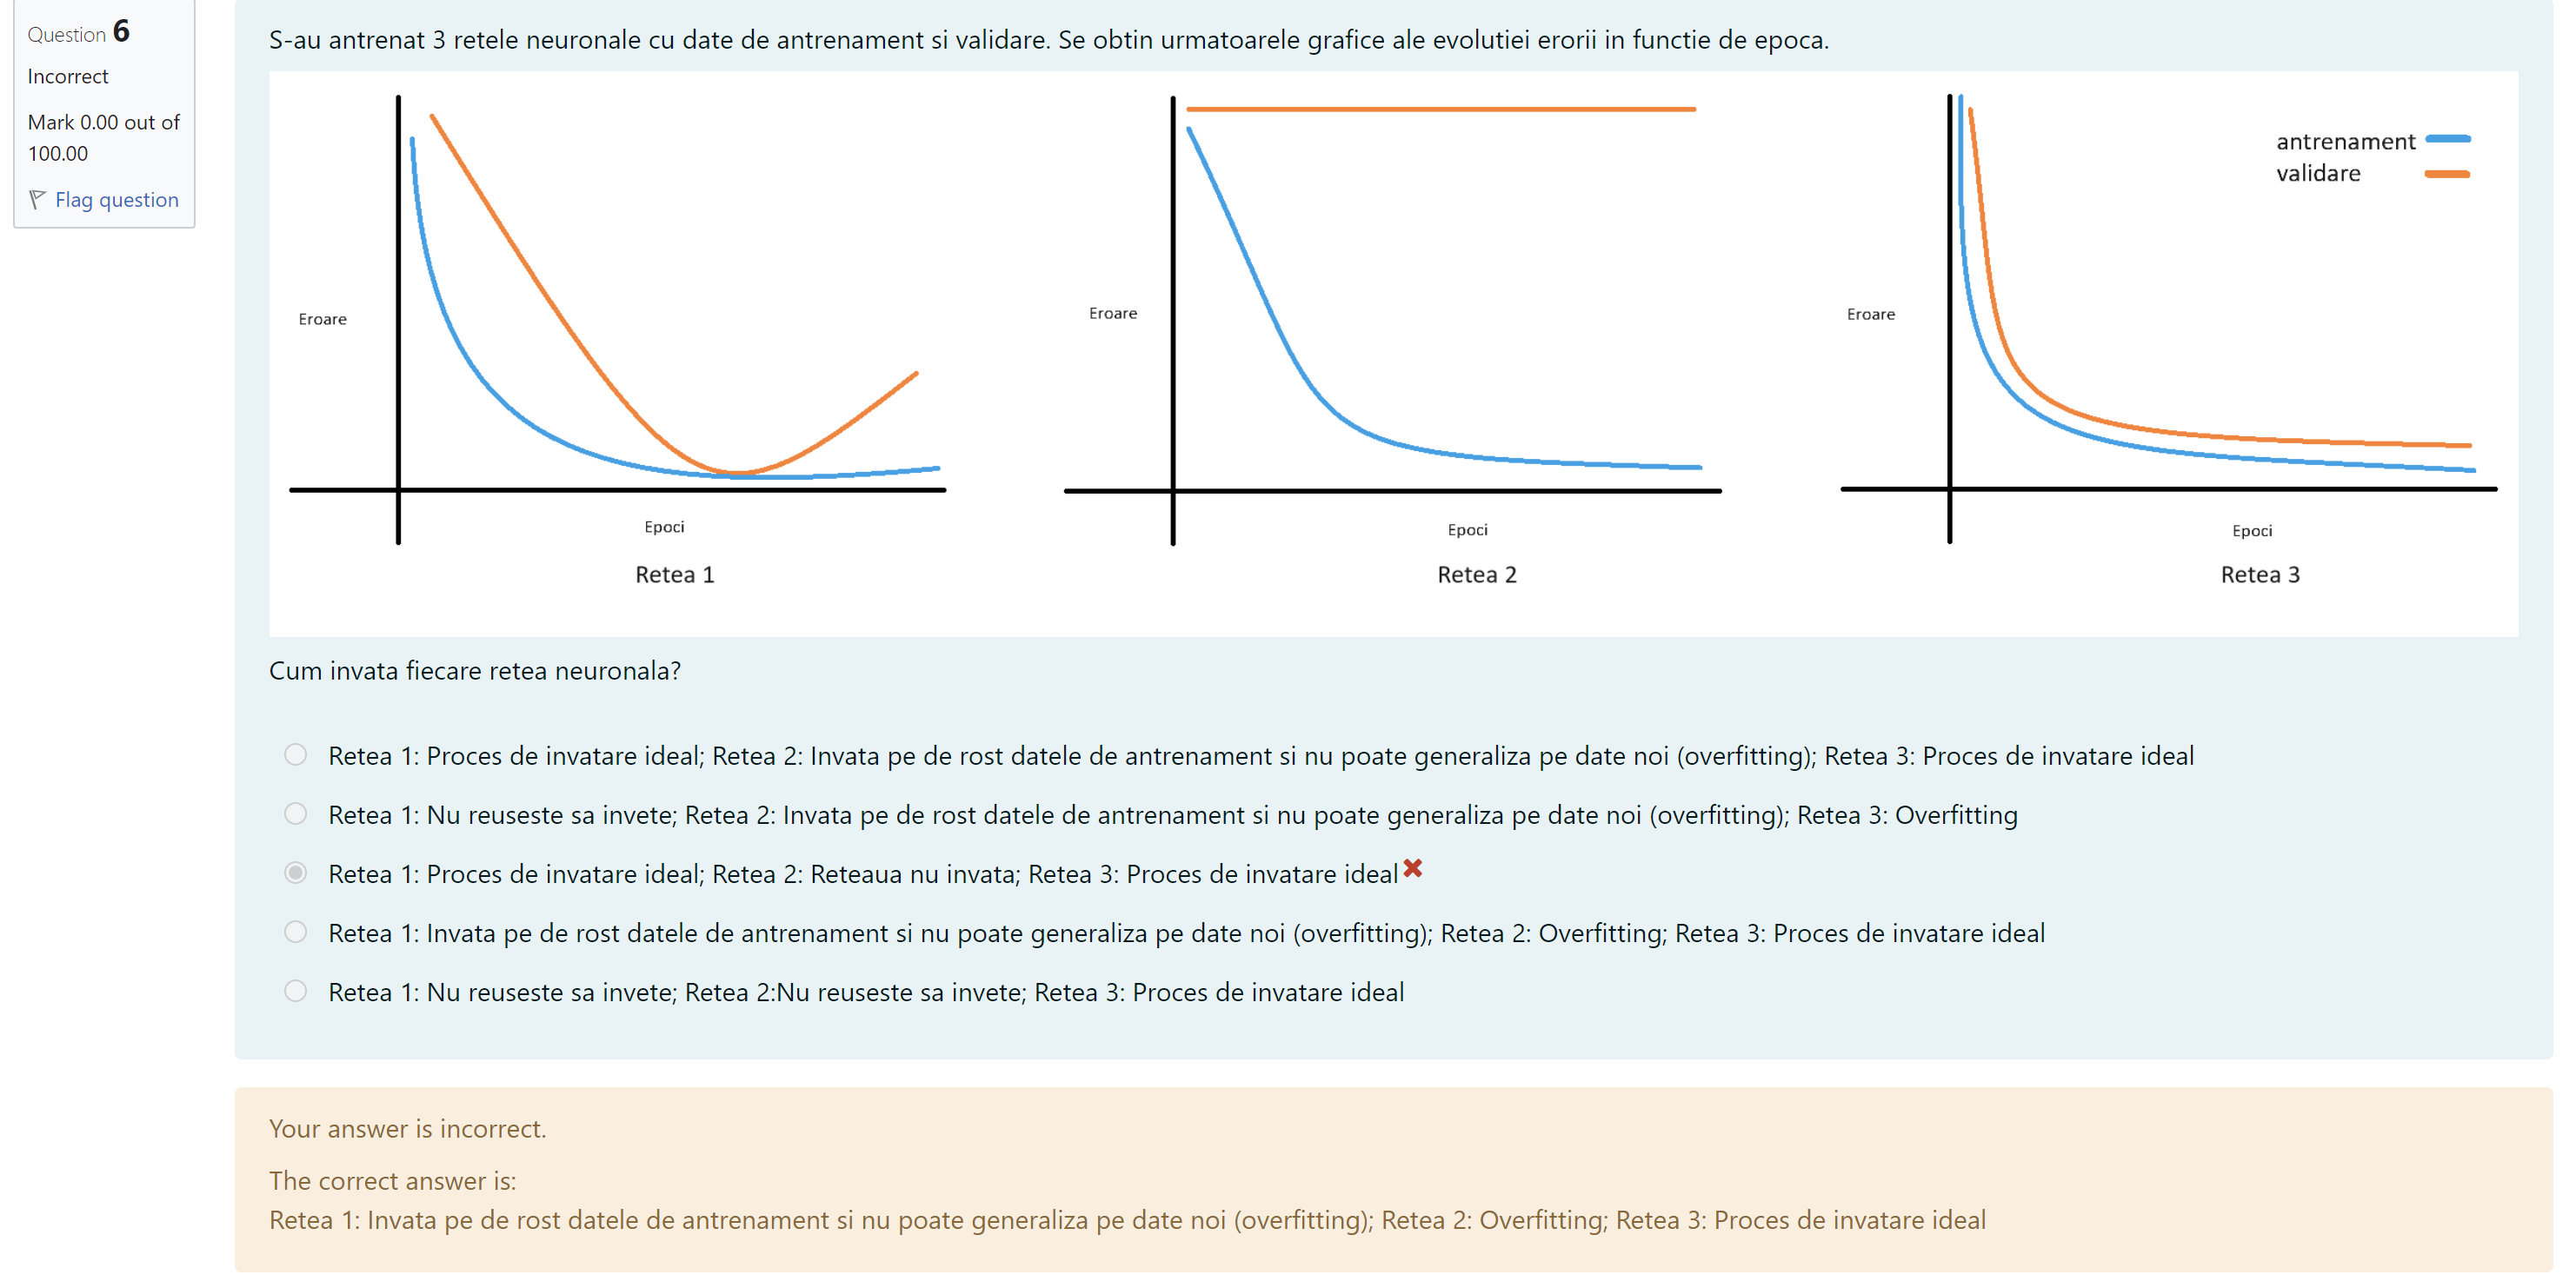 Question 6
Incorrect
Mark 0.00 out of
100.00
Flag question
S-au antrenat 3 retele neuronale cu date de antrenament si validare. Se obtin urmatoarele grafice ale evolutiei erorii in functie de epoca.
Eroare
Epoci
Retea 1
Eroare
Epoci
Retea 2
antrenament
validare
Eroare
Epoci
Retea 3
Cum invata fiecare retea neuronala?
Retea 1: Proces de invatare ideal; Retea 2: Invata pe de rost datele de antrenament si nu poate generaliza pe date noi (overfitting); Retea 3: Proces de invatare ideal
Retea 1: Nu reuseste sa invete; Retea 2: Invata pe de rost datele de antrenament si nu poate generaliza pe date noi (overfitting); Retea 3: Overfitting
Retea 1: Proces de invatare ideal; Retea 2: Reteaua nu invata; Retea 3: Proces de invatare ideal
Retea 1: Invata pe de rost datele de antrenament si nu poate generaliza pe date noi (overfitting); Retea 2: Overfitting; Retea 3: Proces de invatare ideal
Retea 1: Nu reuseste sa invete; Retea 2:Nu reuseste sa invete; Retea 3: Proces de invatare ideal
Your answer is incorrect.
The correct answer is:
Retea 1: Invata pe de rost datele de antrenament si nu poate generaliza pe date noi (overfitting); Retea 2: Overfitting; Retea 3: Proces de invatare ideal